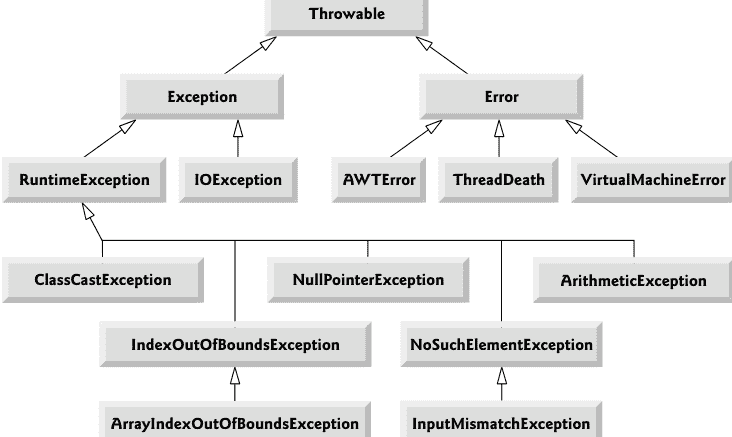 Throwable
Exception
Error
RuntimeException
IOException
AWTError
ThreadDeath
VirtualMachineError
ClassCastException
NullPointerException
ArithmeticException
IndexOutOfBoundsException
NoSuchElementException
ArrayIndexOutOfBoundsException
InputMismatchException